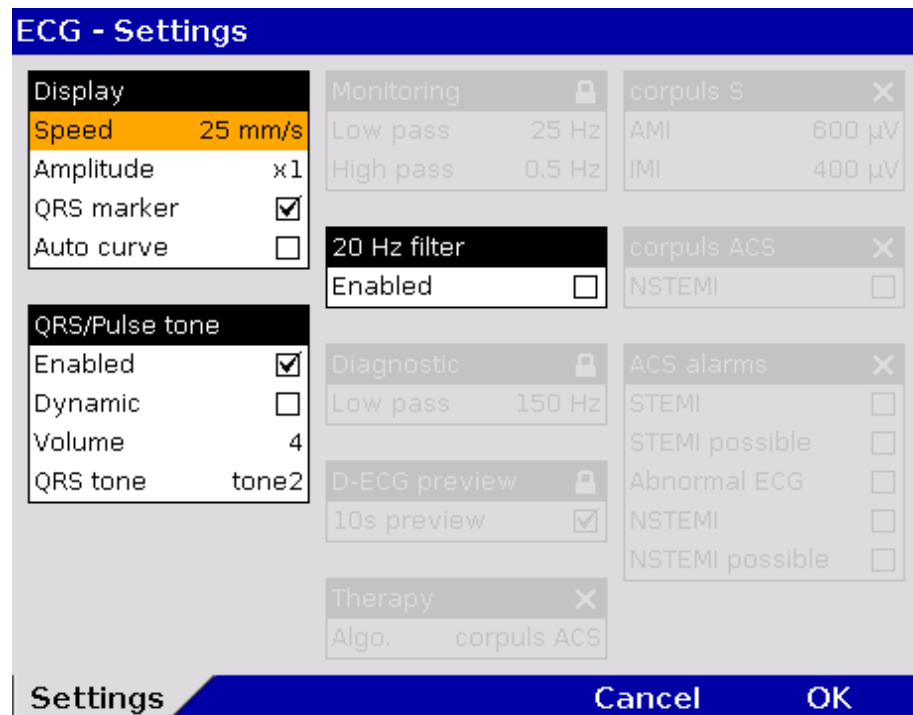 ECG - Settings
Display
Speed 25 mm/s
Amplitude x1
QRS marker
Auto curve
QRS/Pulse tone
Enabled
Dynamic
Volume 4
QRS tone tone2
Monitoring
Low pass 25 Hz
High pass 0.5 Hz
20 Hz filter
Enabled
Diagnostic
Low pass 150 Hz
D-ECG preview
10s preview
Therapy
Algo. corpuls ACS
corpuls S
AMI 600 µV
IMI 400 µV
corpuls ACS
NSTEMI
ACS alarms
STEMI
STEMI possible
Abnormal ECG
NSTEMI
NSTEMI possible
Settings Cancel OK